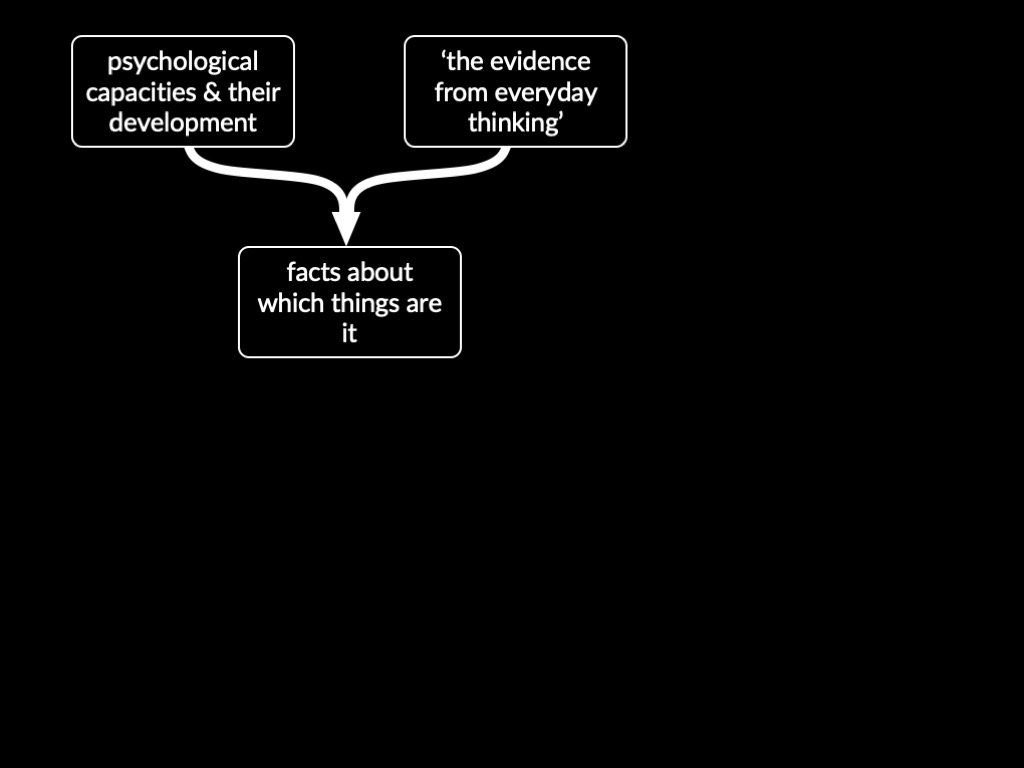 psychological
capacities & their
development
‘the evidence
from everyday
thinking’
facts about
which things are
it